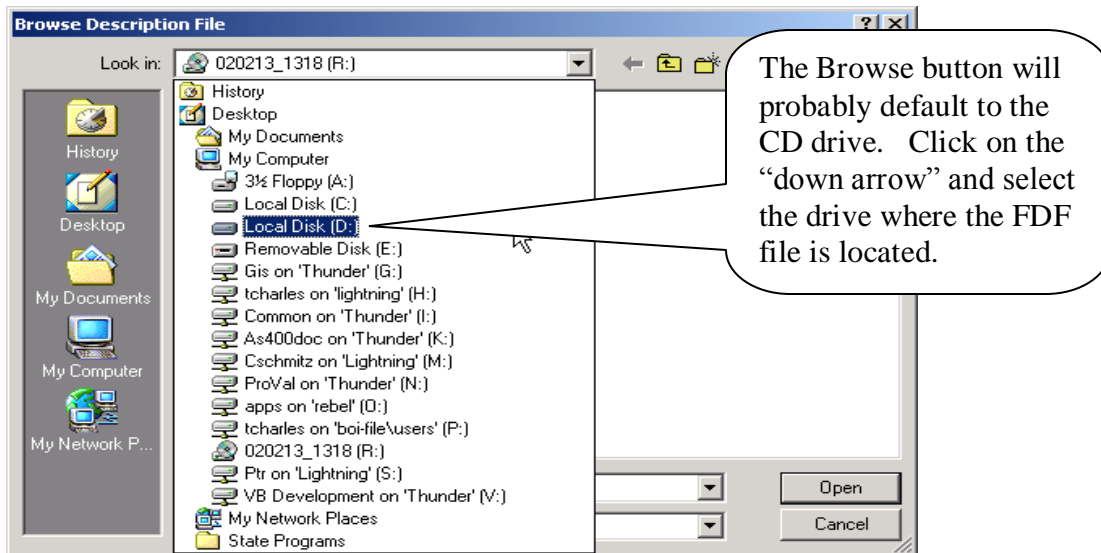 Browse Description File
Look in:
020213_1318 (R:)
History
Desktop
My Documents
My Computer
3½ Floppy (A:)
Local Disk (C:)
Local Disk (D:)
Removable Disk (E:)
Gis on 'Thunder' (G:)
tcharles on 'lightning' (H:)
Common on 'Thunder' (I:)
As400doc on 'Thunder' (K:)
Cschmitz on 'Lightning' (M:)
ProVal on 'Thunder' (N:)
apps on 'rebel' (O:)
tcharles on 'boi-file\users' (P:)
020213_1318 (R:)
Ptr on 'Lightning' (S:)
VB Development on 'Thunder' (V:)
My Network Places
State Programs
History
Desktop
My Documents
My Computer
My Network P...
Open
Cancel
The Browse button will
probably default to the
CD drive. Click on the
“down arrow” and select
the drive where the FDF
file is located.